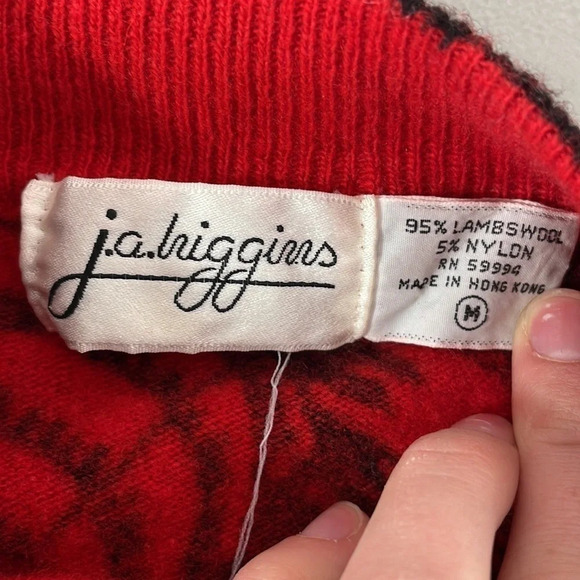 j.a.higgins
95% LAMBSWOOL
5% NYLON
RN 59994
MADE IN HONG KONG
M